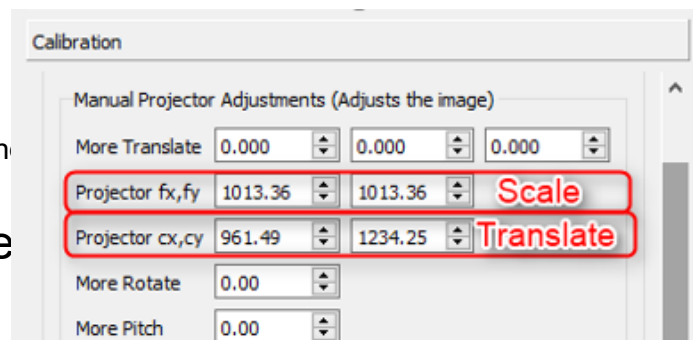 Calibration
Manual Projector Adjustments (Adjusts the image)
More Translate 0.000 0.000 0.000
Projector fx,fy 1013.36 1013.36 Scale
Projector cx,cy 961.49 1234.25 Translate
More Rotate 0.00
More Pitch 0.00